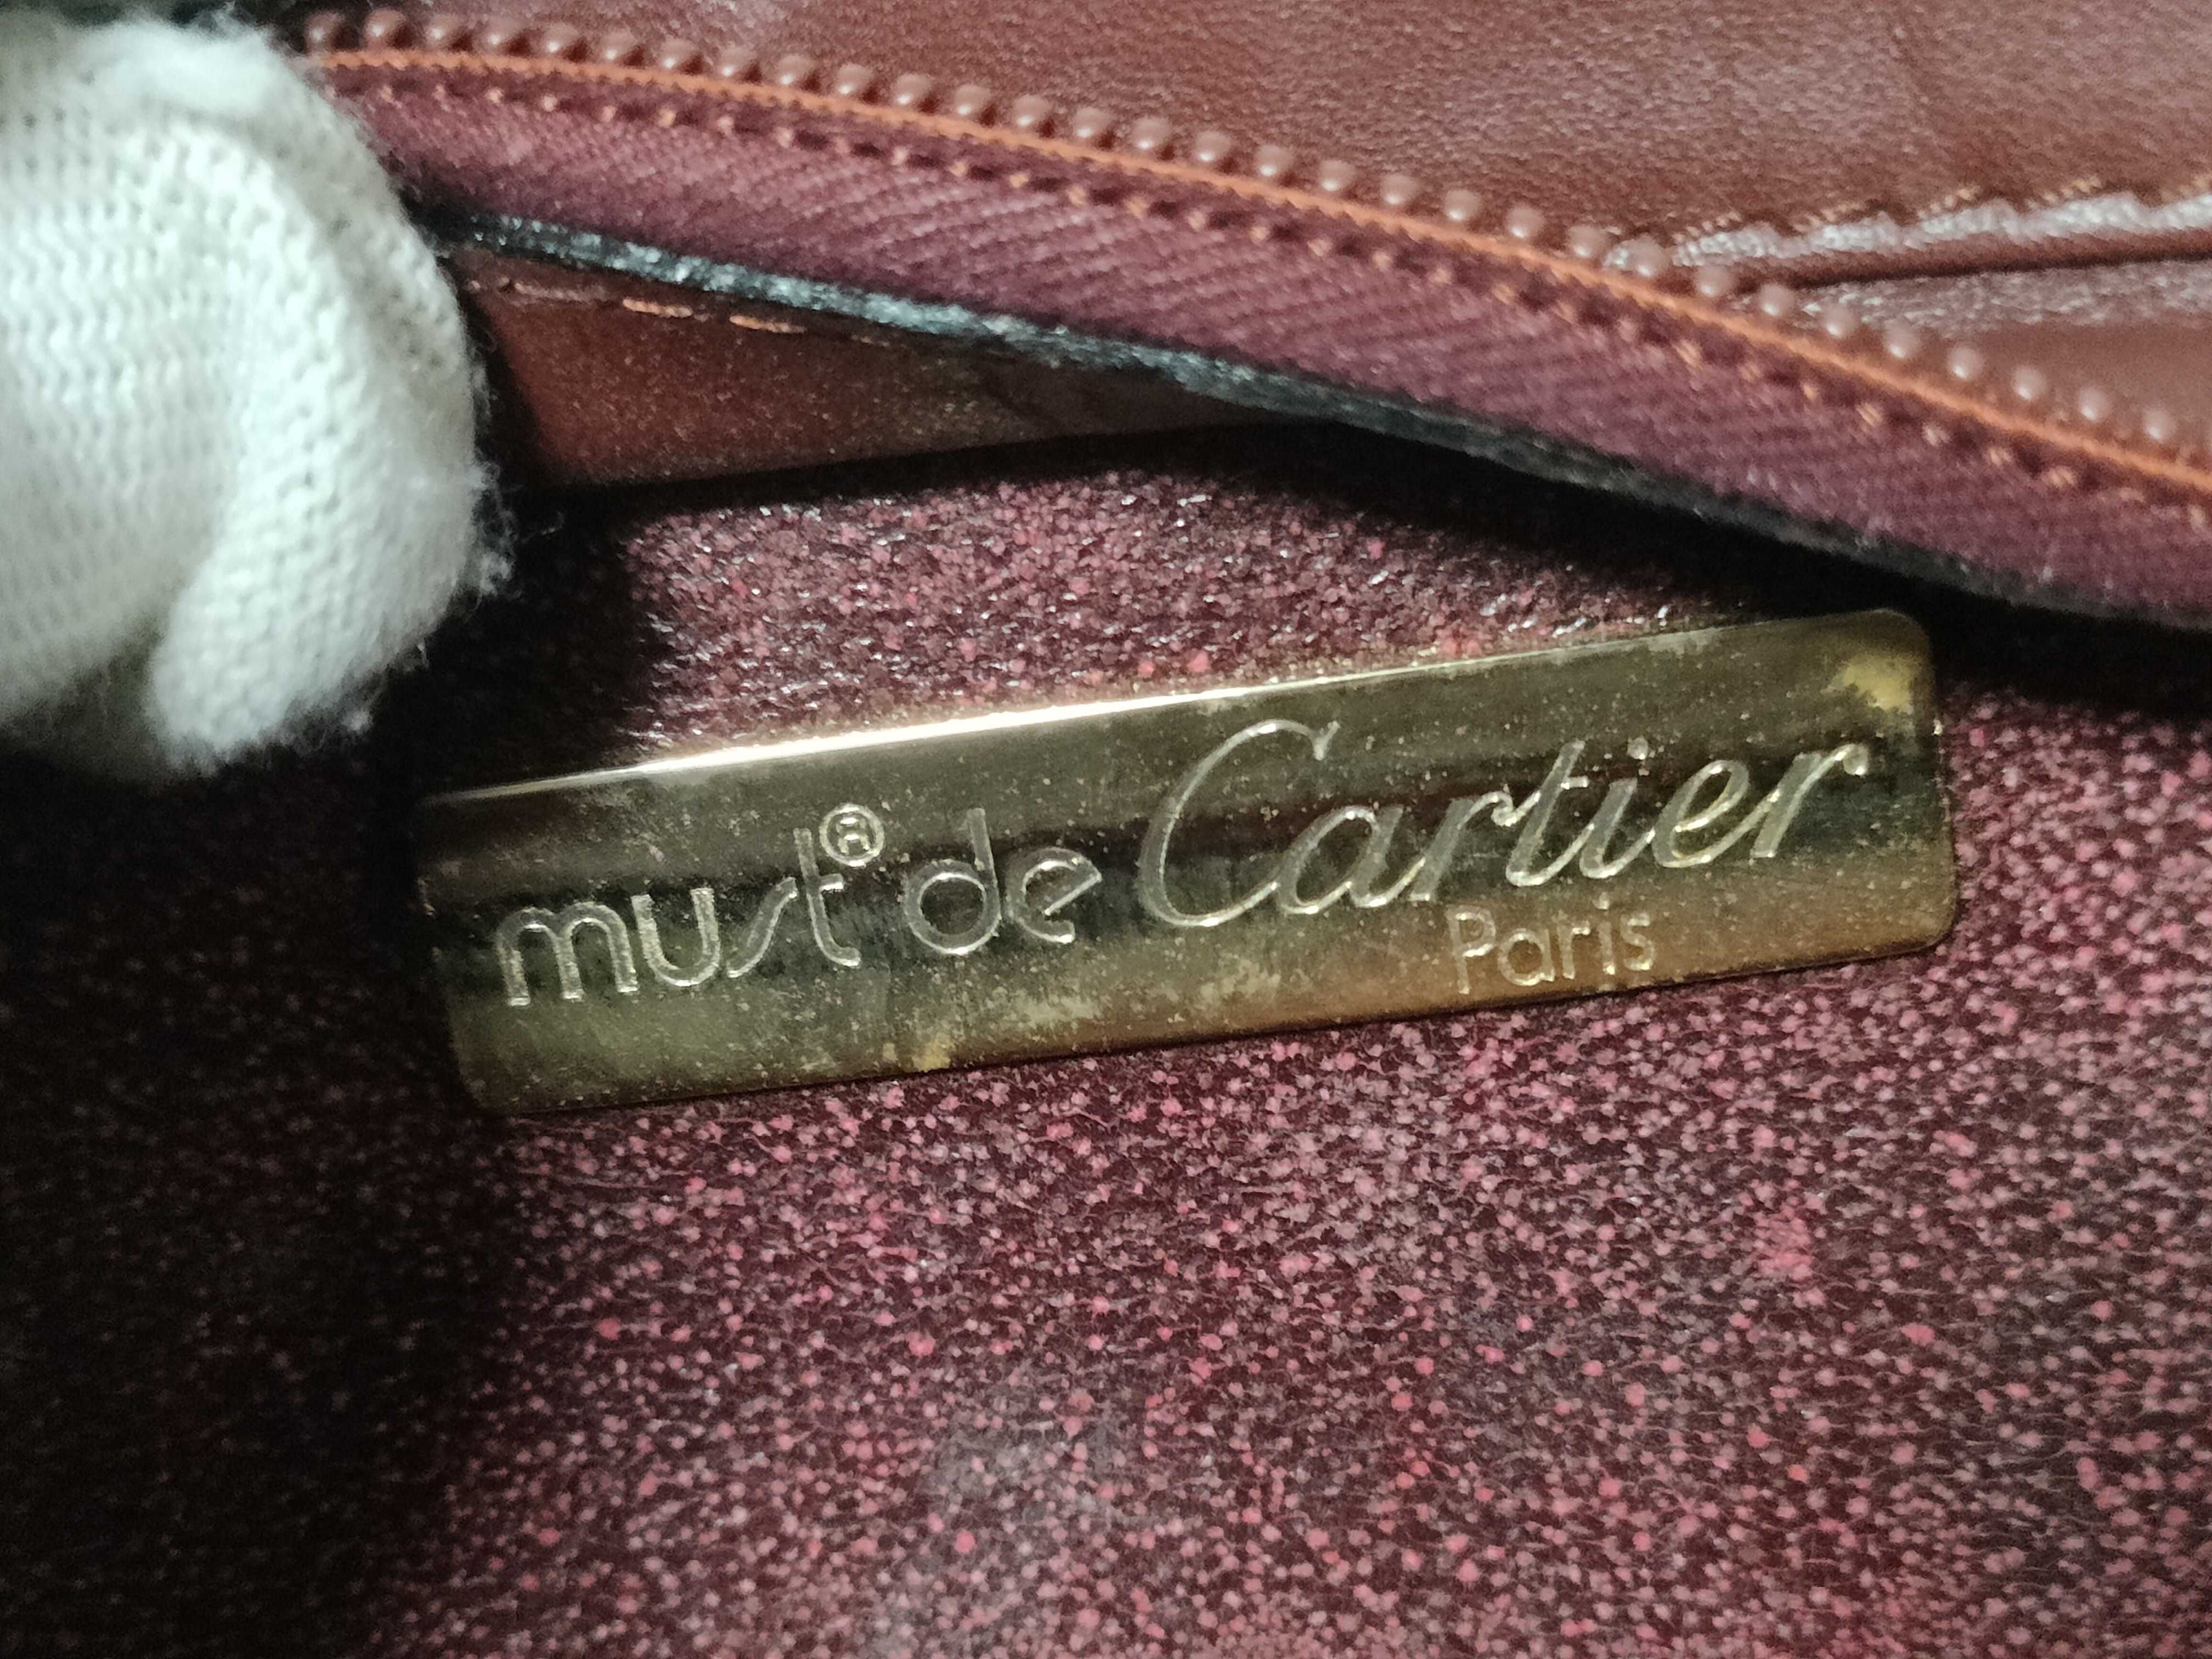 must® de Cartier
Paris